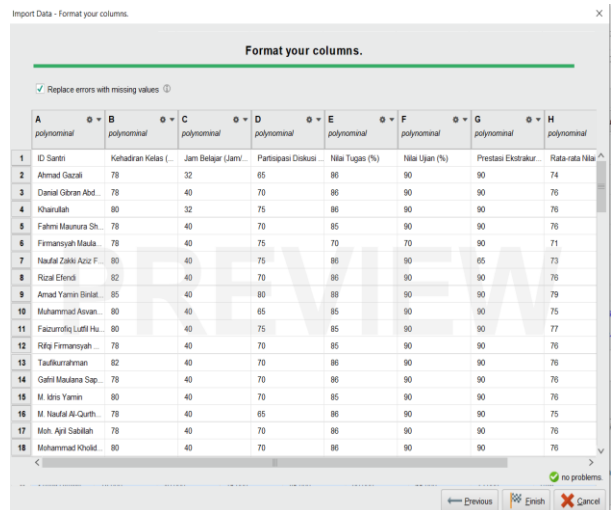 Import Data - Format your columns.
Format your columns.
Replace errors with missing values
A B C D E F G H
polynominal polynominal polynominal polynominal polynominal polynominal polynominal polynominal
1 ID Santri Kehadiran Kelas (... Jam Belajar (Jam/... Partisipasi Diskusi ... Nilai Tugas (%) Nilai Ujian (%) Prestasi Ekstrakur... Rata-rata Nilai
2 Ahmad Gazali 78 32 65 86 90 90 74
3 Danial Gibran Abd... 78 40 70 86 90 90 76
4 Khairullah 80 32 75 86 90 90 76
5 Fahmi Maunura Sh... 78 40 70 85 90 90 76
6 Firmansyah Maula... 78 40 75 70 70 90 71
7 Naufal Zakki Aziz F... 80 40 75 86 90 65 73
8 Rizal Efendi 82 40 70 86 90 90 76
9 Amad Yamin Binlat... 85 40 80 88 90 90 79
10 Muhammad Asvan... 80 40 65 85 90 90 75
11 Faizurrofiq Lutfil Hu... 80 40 75 85 90 90 77
12 Rifqi Firmansyah ... 78 40 70 85 90 90 76
13 Taufikurrahman 82 40 70 86 90 90 76
14 Gafril Maulana Sap... 78 40 70 85 90 90 76
15 M. Idris Yamin 80 40 70 85 90 90 76
16 M. Naufal Al-Qurth... 78 40 65 86 90 90 75
17 Moh. Ajril Sabillah 78 40 70 86 90 90 76
18 Mohammad Kholid... 80 40 70 86 90 90 76
PREVIEW
no problems.
Previous Finish Cancel